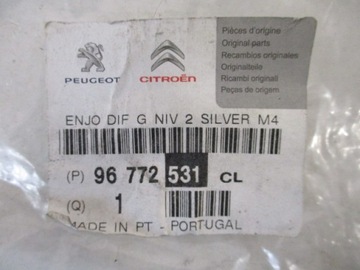 PEUGEOT
CITROËN
Pièces d'origine
Original parts
Recambios originales
Originalteile
Ricambi originali
Peças de origem
ENJO DIF G NIV 2 SILVER M4
(P) 96 772 531 CL
(Q) 1
MADE IN PT - PORTUGAL